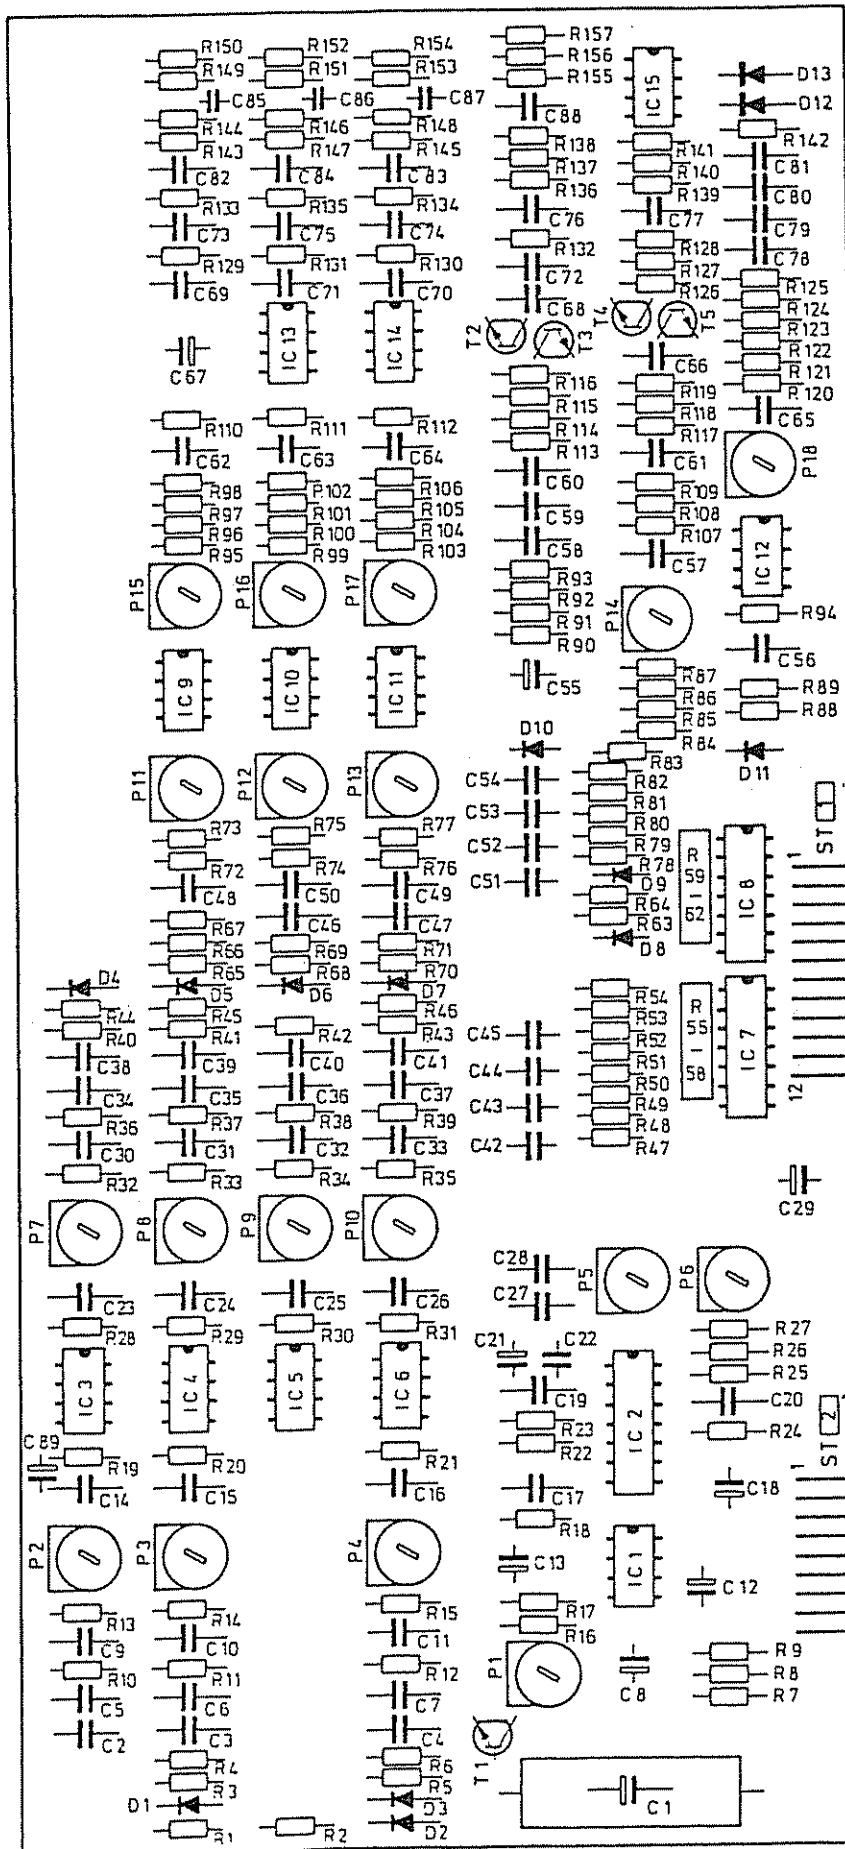 R150 R152 R154 R157
R149 R151 R153 R156
R155 D13
C85 C86 C87 IC15 D12
C88
R144 R146 R148 R142
R143 R147 R145 R138 R141
R137 R140 C81
C82 C84 C83 R136 R139 C80
R133 R135 R134 C76 C77 C79
C73 C75 C74 R132 R128 C78
R129 R131 R130 C72 R127
C69 C71 C70 C68 R126 R125
R124
IC13 IC14 T2 T3 T4 T5 R123
R122
C67 C66 R121
R116 R119 R120
R115 R118 C65
R110 R111 R112 R114 R117
C62 C63 C64 R113 C61 P18
C60
R98 R102 R106 R109
R97 R101 R105 C59 R108
R96 R100 R104 R107
R95 R99 R103 C58 C57 IC12
P15 P16 P17 R93
R92 P14 R94
R91
R90 C56
IC9 IC10 IC11 C55 R87
R86 R89
R85 R88
D10 R84
P11 P12 P13 C54 R83 D11
R82
C53 R81 ST 1
R73 R75 R77 R80
R72 R74 R76 C52 R79 1
C48 C50 C49 C51 R78 R59-62 IC8
D9
C46 C47 R64
R67 R69 R71 R63
R66 R68 R70 D8
D4 R65 D6
D5 D7 R54
R44 R45 R46 R53
R40 R41 R42 R43 C45 R52 R55-58 IC7
C38 C39 C40 C41 R51
C44 R50
C34 C35 C36 C37 R49 12
R36 R37 R38 R39 C43 R48
C30 C31 C32 C33 C42 R47
R32 R33 R34 R35
C29
P7 P8 P9 P10
C28 P5 P6
C23 C24 C25 C26 C27
R28 R29 R30 R31 R27
C21 C22 R26
IC3 IC4 IC5 IC6 R25
C19 IC2 C20
R23 R24 ST 2
C89 R22
R19 R20 R21 1
C14 C15 C16 C17 C18
R18
P2 P3 P4 C13 IC1
C12
R13 R14 R15 R17
C9 C10 C11 R16
R10 R11 R12 P1 R9
C5 C6 C7 C8 R8
R7
C2 C3 C4
R4 R6 T1
R3 R5
D1 D3 C1
R1 R2 D2